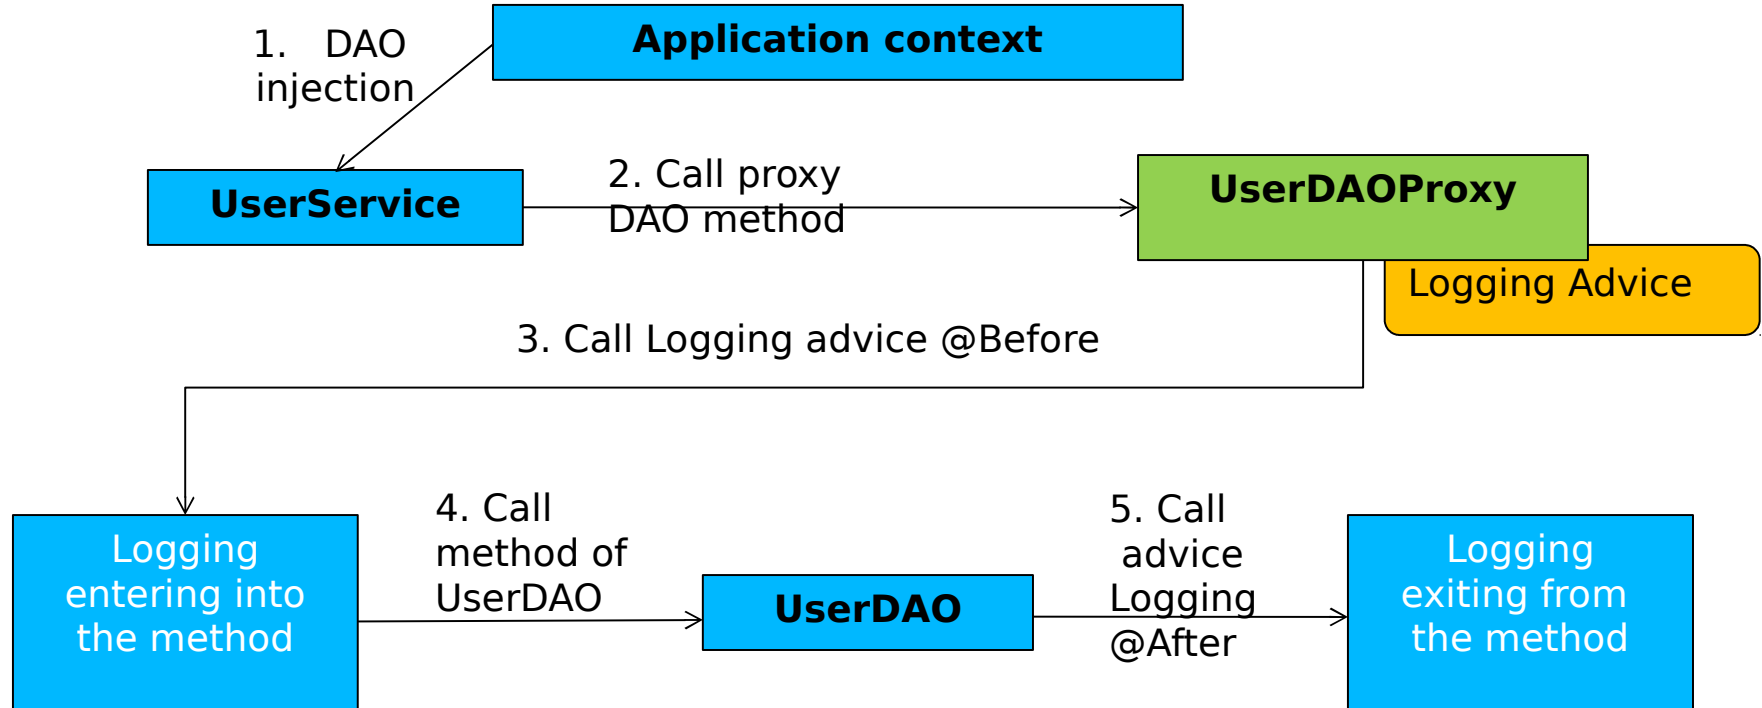 Application context
1. DAO
injection
UserService
2. Call proxy
DAO method
UserDAOProxy
Logging Advice
3. Call Logging advice @Before
Logging
entering into
the method
4. Call
method of
UserDAO
UserDAO
5. Call
advice
Logging
@After
Logging
exiting from
the method